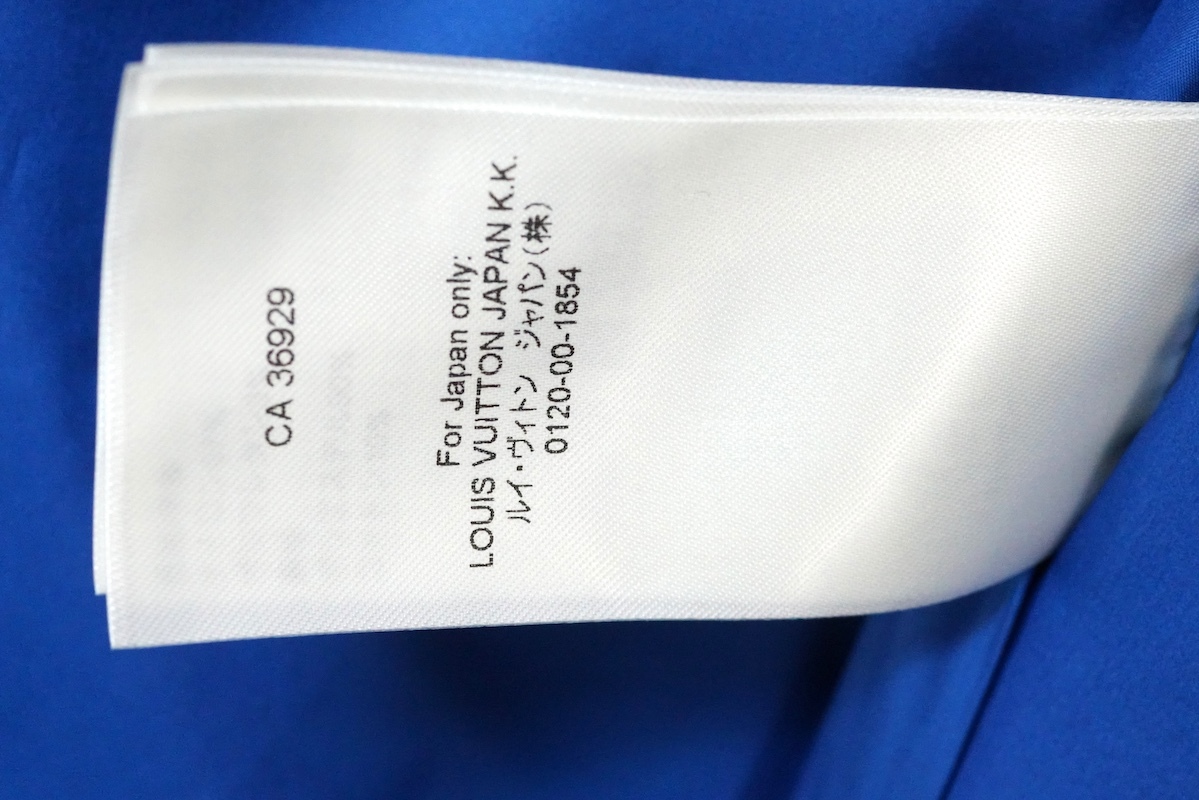 CA 36929
For Japan only:
LOUIS VUITTON JAPAN K.K.
ルイ・ヴィトン ジャパン(株)
0120-00-1854